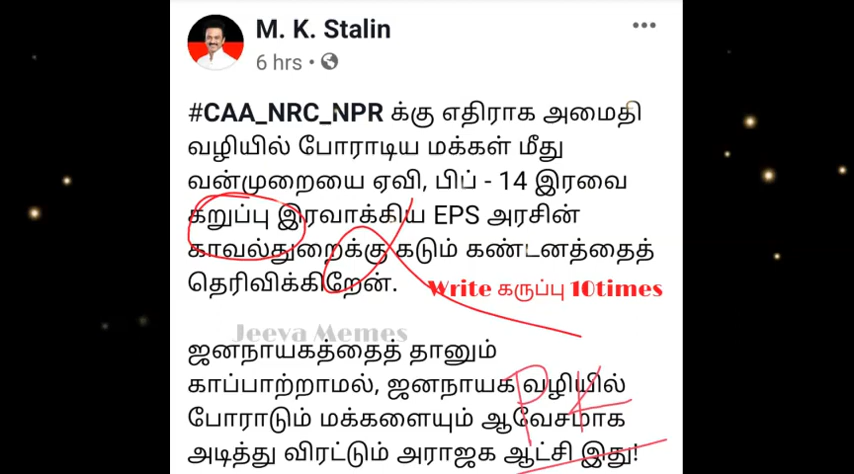 M. K. Stalin
6 hrs •
#CAA_NRC_NPR க்கு எதிராக அமைதி
வழியில் போராடிய மக்கள் மீது
வன்முறையை ஏவி, பிப் - 14 இரவை
கறுப்பு இரவாக்கிய EPS அரசின்
காவல்துறைக்கு கடும் கண்டனத்தைத்
தெரிவிக்கிறேன்.
Write கருப்பு 10times
Jeeva Memes
ஜனநாயகத்தைத் தானும்
காப்பாற்றாமல், ஜனநாயக வழியில்
போராடும் மக்களையும் ஆவேசமாக
அடித்து விரட்டும் அராஜக ஆட்சி இது!
PK